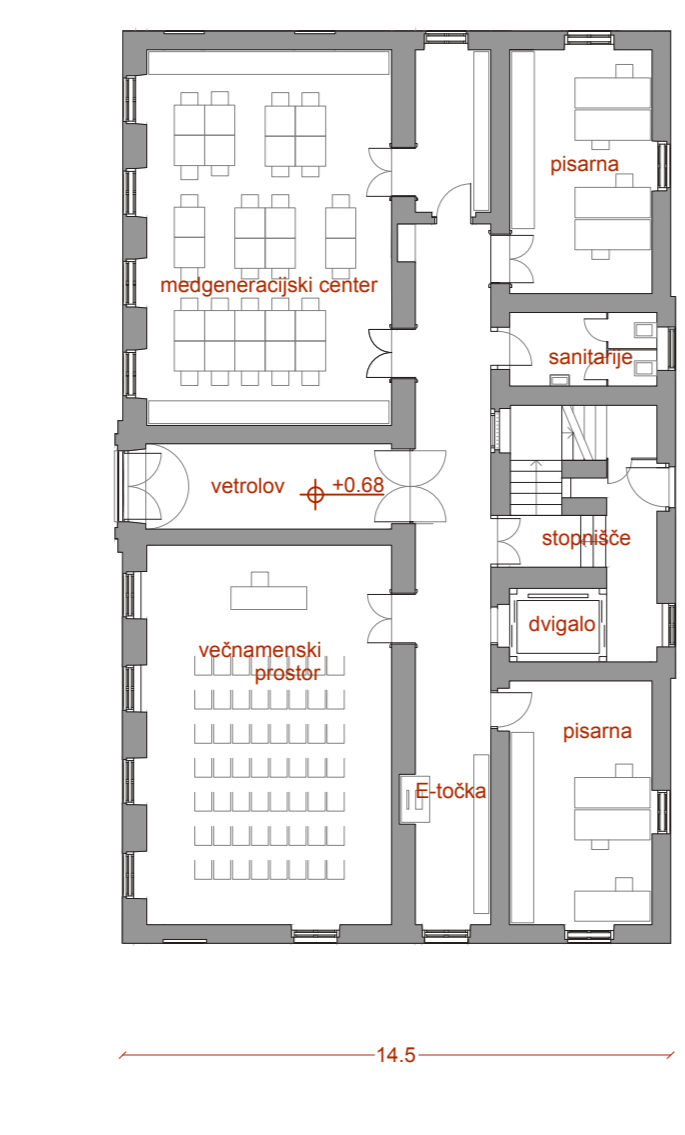 pisarna
medgeneracijski center
sanitarije
vetrolov
+0.68
stopnišče
dvigalo
večnamenski
prostor
pisarna
E-točka
14.5